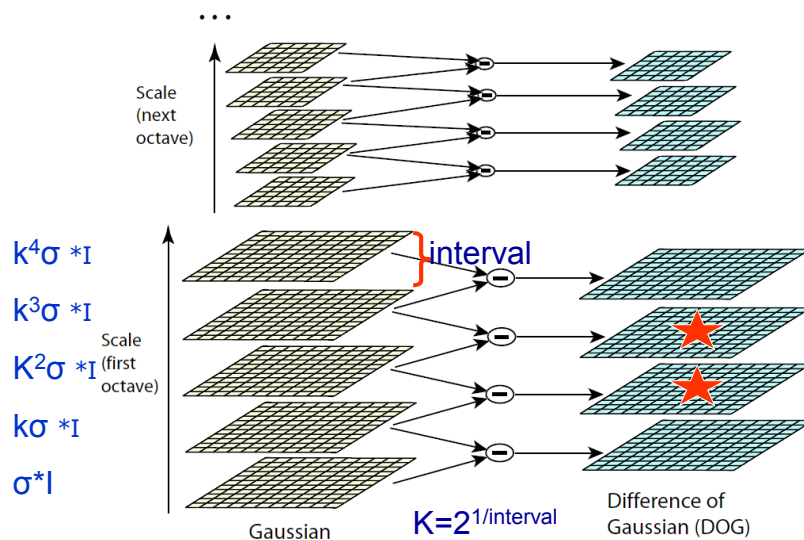 ...
Scale
(next
octave)
k⁴σ *I
interval
k³σ *I
Scale
(first
octave)
K²σ *I
kσ *I
σ*I
Gaussian
K=2^1/interval
Difference of
Gaussian (DOG)